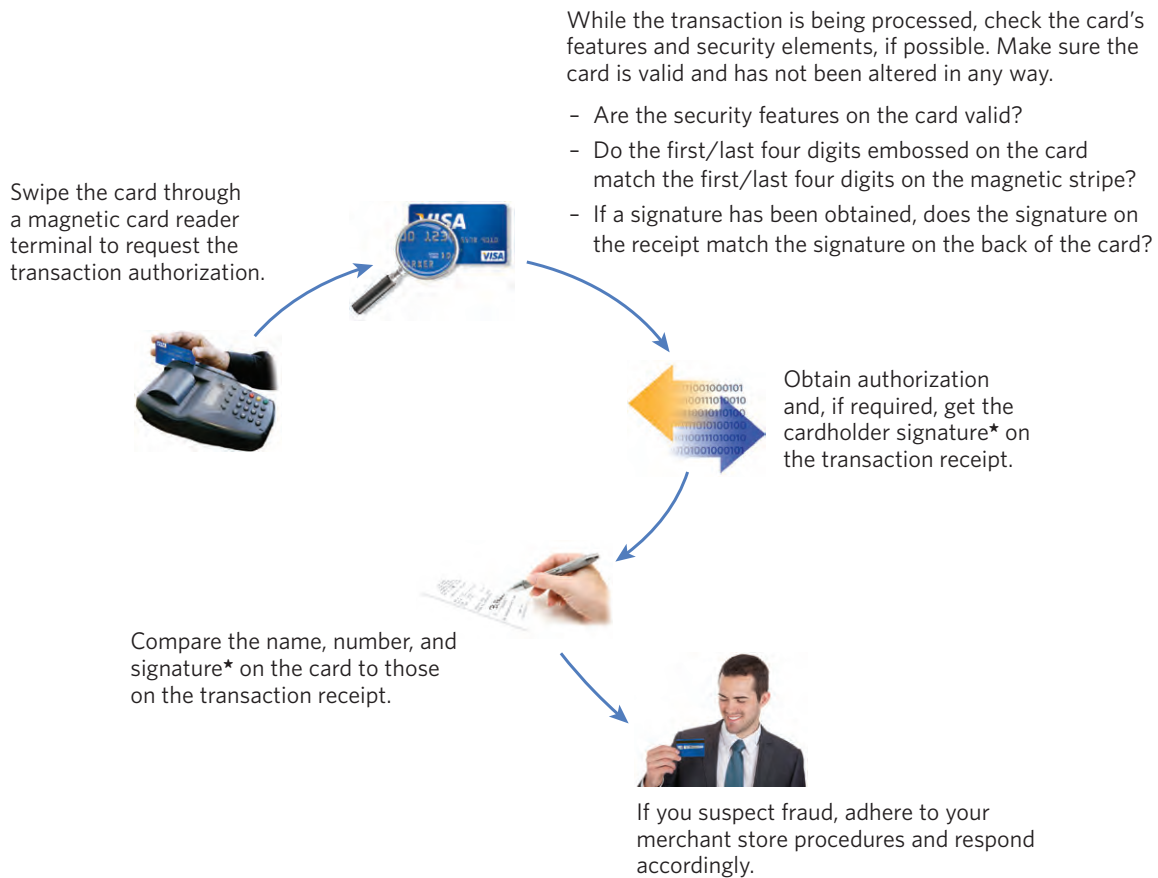 Swipe the card through
a magnetic card reader
terminal to request the
transaction authorization.
VISA
VISA
While the transaction is being processed, check the card’s
features and security elements, if possible. Make sure the
card is valid and has not been altered in any way.
– Are the security features on the card valid?
– Do the first/last four digits embossed on the card
match the first/last four digits on the magnetic stripe?
– If a signature has been obtained, does the signature on
the receipt match the signature on the back of the card?
Obtain authorization
and, if required, get the
cardholder signature★ on
the transaction receipt.
Compare the name, number, and
signature★ on the card to those
on the transaction receipt.
If you suspect fraud, adhere to your
merchant store procedures and respond
accordingly.